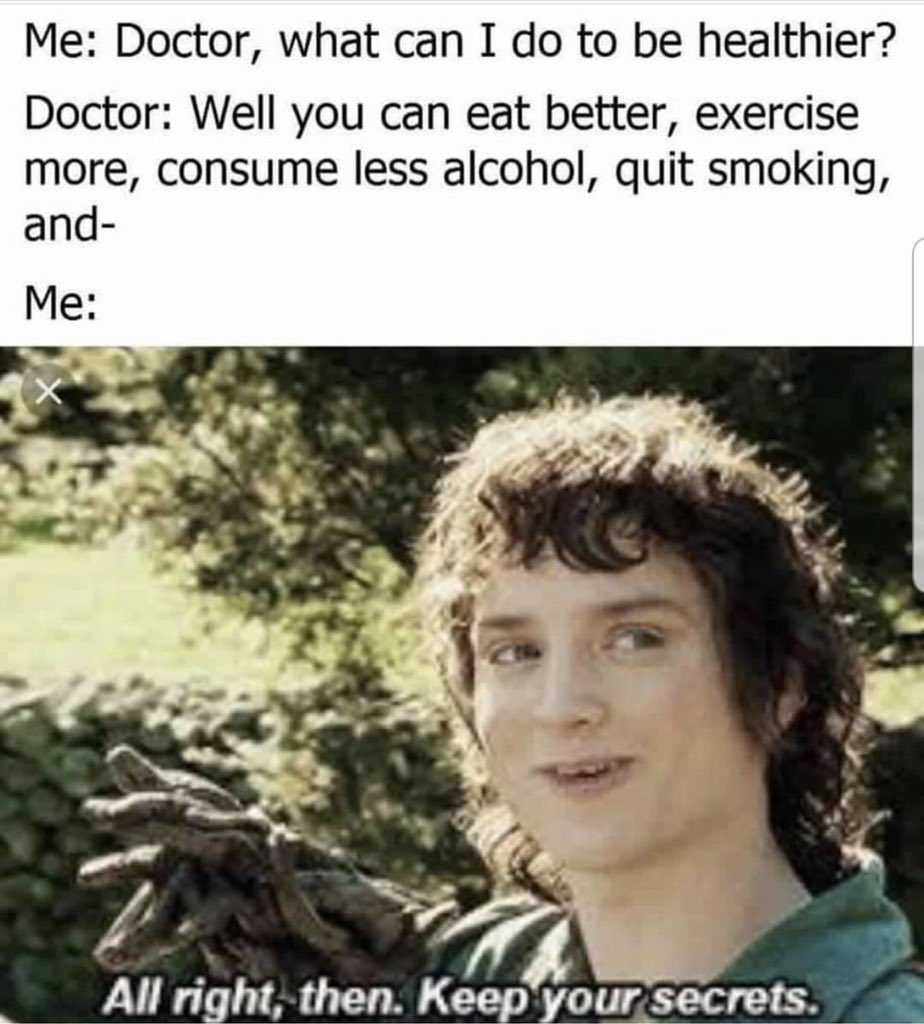 Me: Doctor, what can I do to be healthier?
Doctor: Well you can eat better, exercise
more, consume less alcohol, quit smoking,
and-
Me:
All right, then. Keep your secrets.